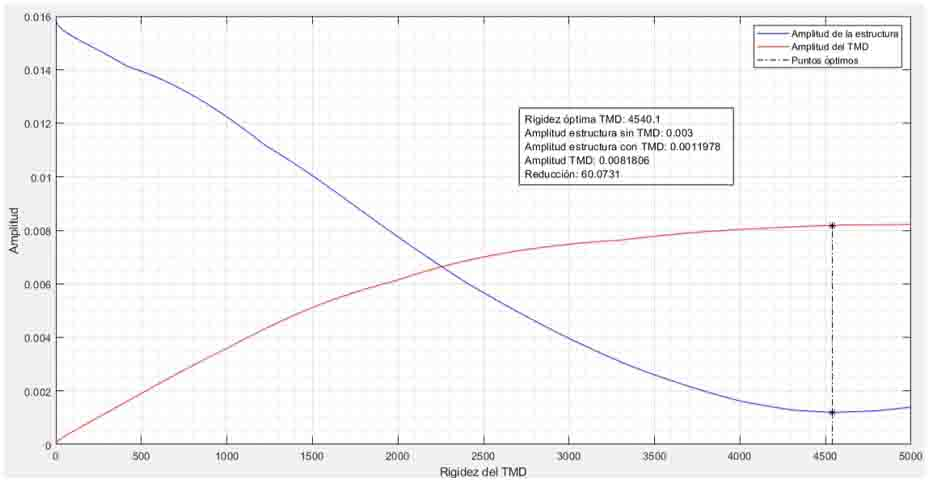 0.016
0.014
0.012
0.01
0.008
0.006
0.004
0.002
0
Amplitud
Amplitud de la estructura
Amplitud del TMD
Puntos óptimos
Rigidez óptima TMD: 4540.1
Amplitud estructura sin TMD: 0.003
Amplitud estructura con TMD: 0.0011978
Amplitud TMD: 0.0081806
Reducción: 60.0731
0 500 1000 1500 2000 2500 3000 3500 4000 4500 5000
Rigidez del TMD